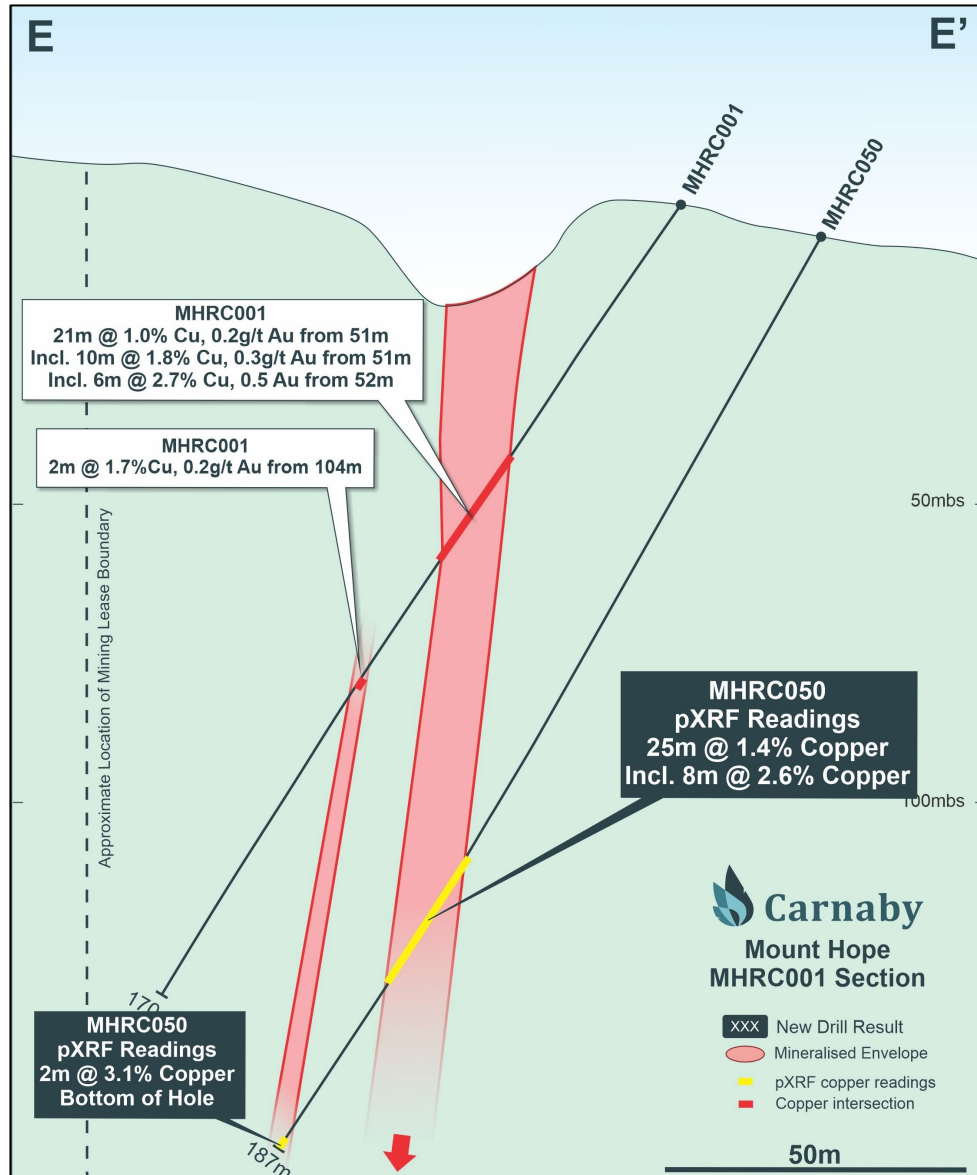 E
E'
MHRC001
MHRC050
MHRC001
21m @ 1.0% Cu, 0.2g/t Au from 51m
Incl. 10m @ 1.8% Cu, 0.3g/t Au from 51m
Incl. 6m @ 2.7% Cu, 0.5 Au from 52m
MHRC001
2m @ 1.7%Cu, 0.2g/t Au from 104m
50mbs
Approximate Location of Mining Lease Boundary
MHRC050
pXRF Readings
25m @ 1.4% Copper
Incl. 8m @ 2.6% Copper
100mbs
Carnaby
Mount Hope
MHRC001 Section
170
MHRC050
pXRF Readings
2m @ 3.1% Copper
Bottom of Hole
187m
XXX New Drill Result
Mineralised Envelope
pXRF copper readings
Copper intersection
50m